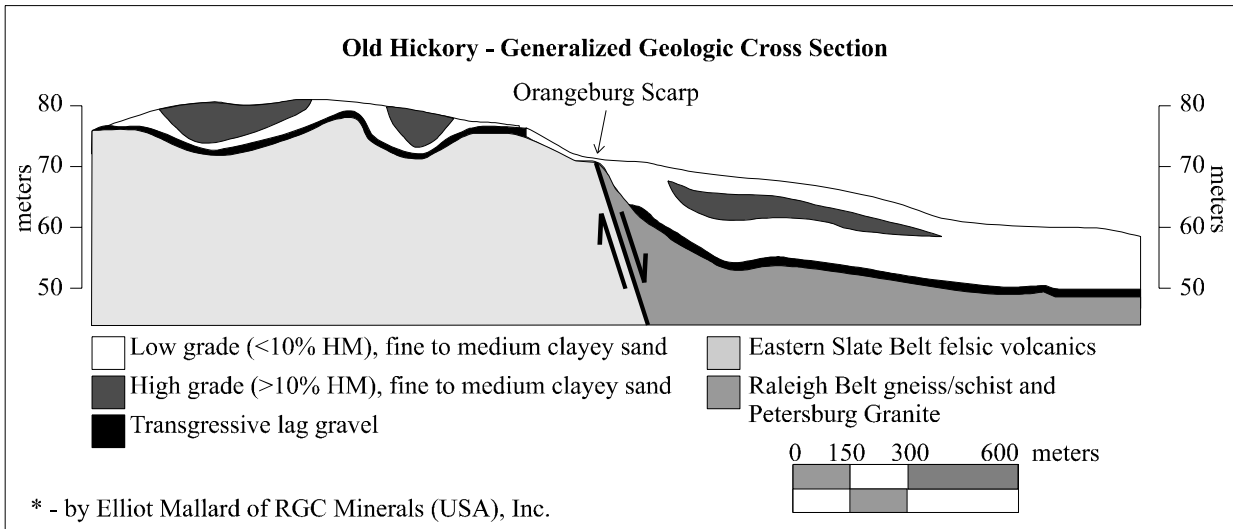 Old Hickory - Generalized Geologic Cross Section
Orangeburg Scarp
80
70
60
50
meters
80
70
60
50
meters
Low grade (<10% HM), fine to medium clayey sand
High grade (>10% HM), fine to medium clayey sand
Transgressive lag gravel
Eastern Slate Belt felsic volcanics
Raleigh Belt gneiss/schist and
Petersburg Granite
0 150 300 600 meters
* - by Elliot Mallard of RGC Minerals (USA), Inc.